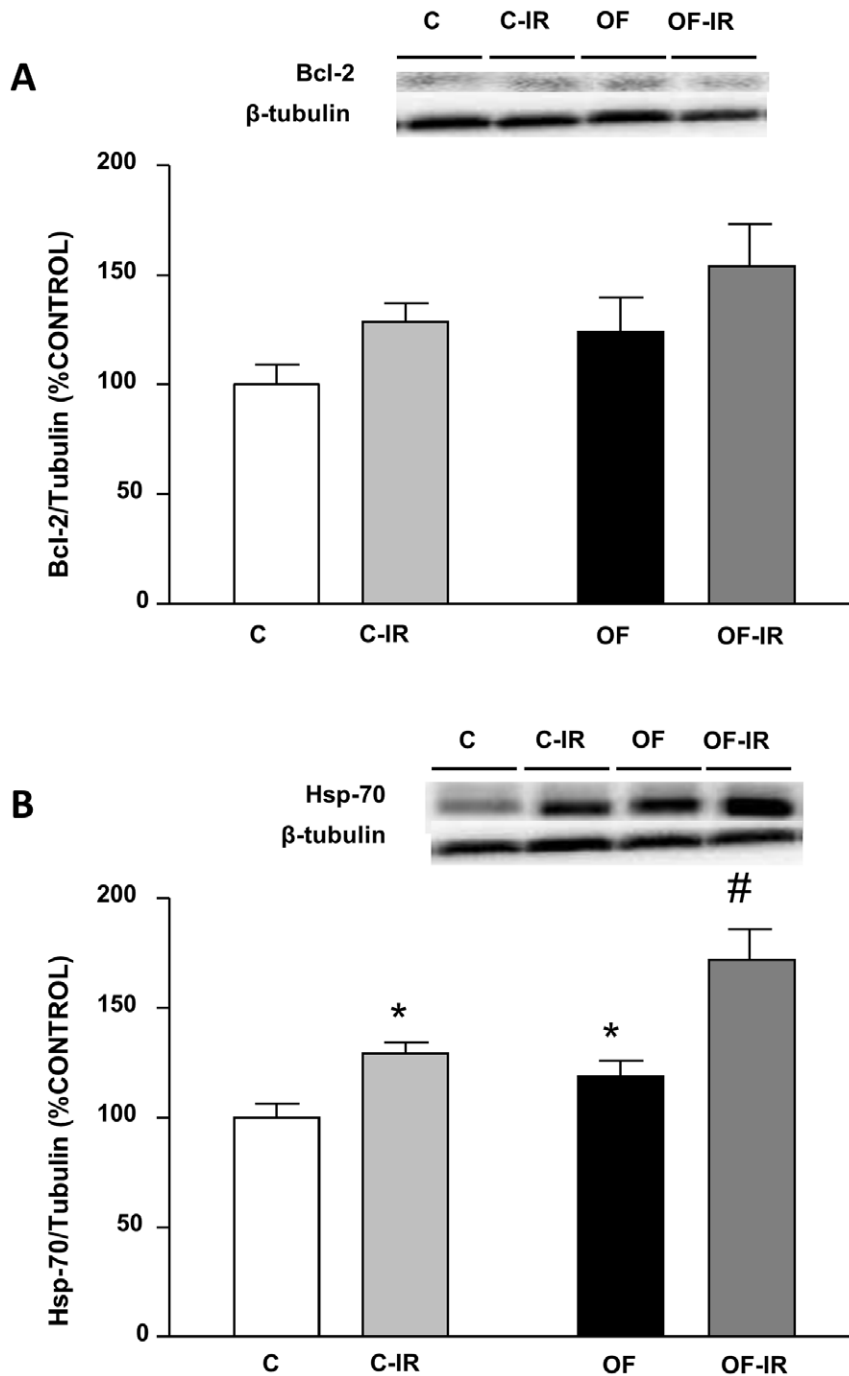 C C-IR OF OF-IR
A
Bcl-2
β-tubulin
Bcl-2/Tubulin (%CONTROL)
200
150
100
50
0
C C-IR OF OF-IR
C C-IR OF OF-IR
B
Hsp-70
β-tubulin
Hsp-70/Tubulin (%CONTROL)
200
150
100
50
0
* * #
C C-IR OF OF-IR